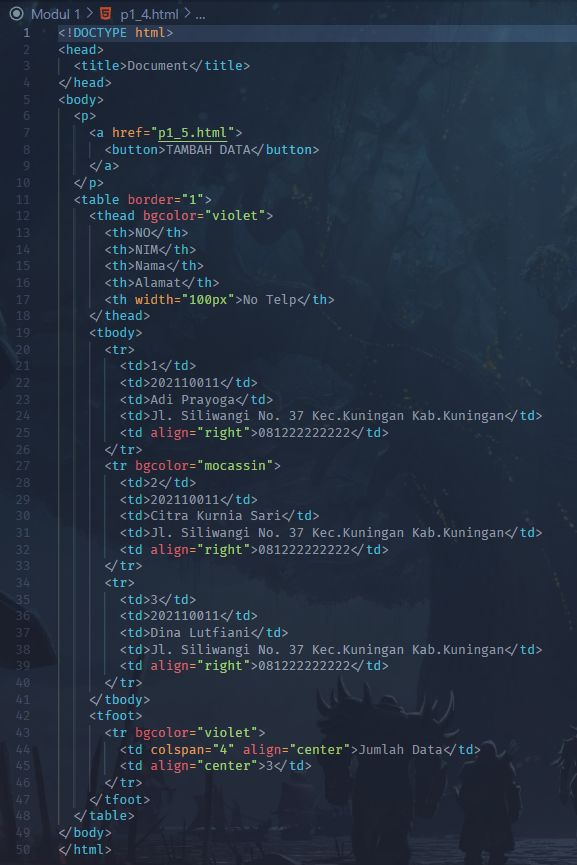 Modul 1 > p1_4.html > ...
1 <!DOCTYPE html>
2 <head>
3 <title>Document</title>
4 </head>
5 <body>
6 <p>
7 <a href="p1_5.html">
8 <button>TAMBAH DATA</button>
9 </a>
10 </p>
11 <table border="1">
12 <thead bgcolor="violet">
13 <th>NO</th>
14 <th>NIM</th>
15 <th>Nama</th>
16 <th>Alamat</th>
17 <th width="100px">No Telp</th>
18 </thead>
19 <tbody>
20 <tr>
21 <td>1</td>
22 <td>202110011</td>
23 <td>Adi Prayoga</td>
24 <td>Jl. Siliwangi No. 37 Kec.Kuningan Kab.Kuningan</td>
25 <td align="right">081222222222</td>
26 </tr>
27 <tr bgcolor="mocassin">
28 <td>2</td>
29 <td>202110011</td>
30 <td>Citra Kurnia Sari</td>
31 <td>Jl. Siliwangi No. 37 Kec.Kuningan Kab.Kuningan</td>
32 <td align="right">081222222222</td>
33 </tr>
34 <tr>
35 <td>3</td>
36 <td>202110011</td>
37 <td>Dina Lutfiani</td>
38 <td>Jl. Siliwangi No. 37 Kec.Kuningan Kab.Kuningan</td>
39 <td align="right">081222222222</td>
40 </tr>
41 </tbody>
42 <tfoot>
43 <tr bgcolor="violet">
44 <td colspan="4" align="center">Jumlah Data</td>
45 <td align="center">3</td>
46 </tr>
47 </tfoot>
48 </table>
49 </body>
50 </html>